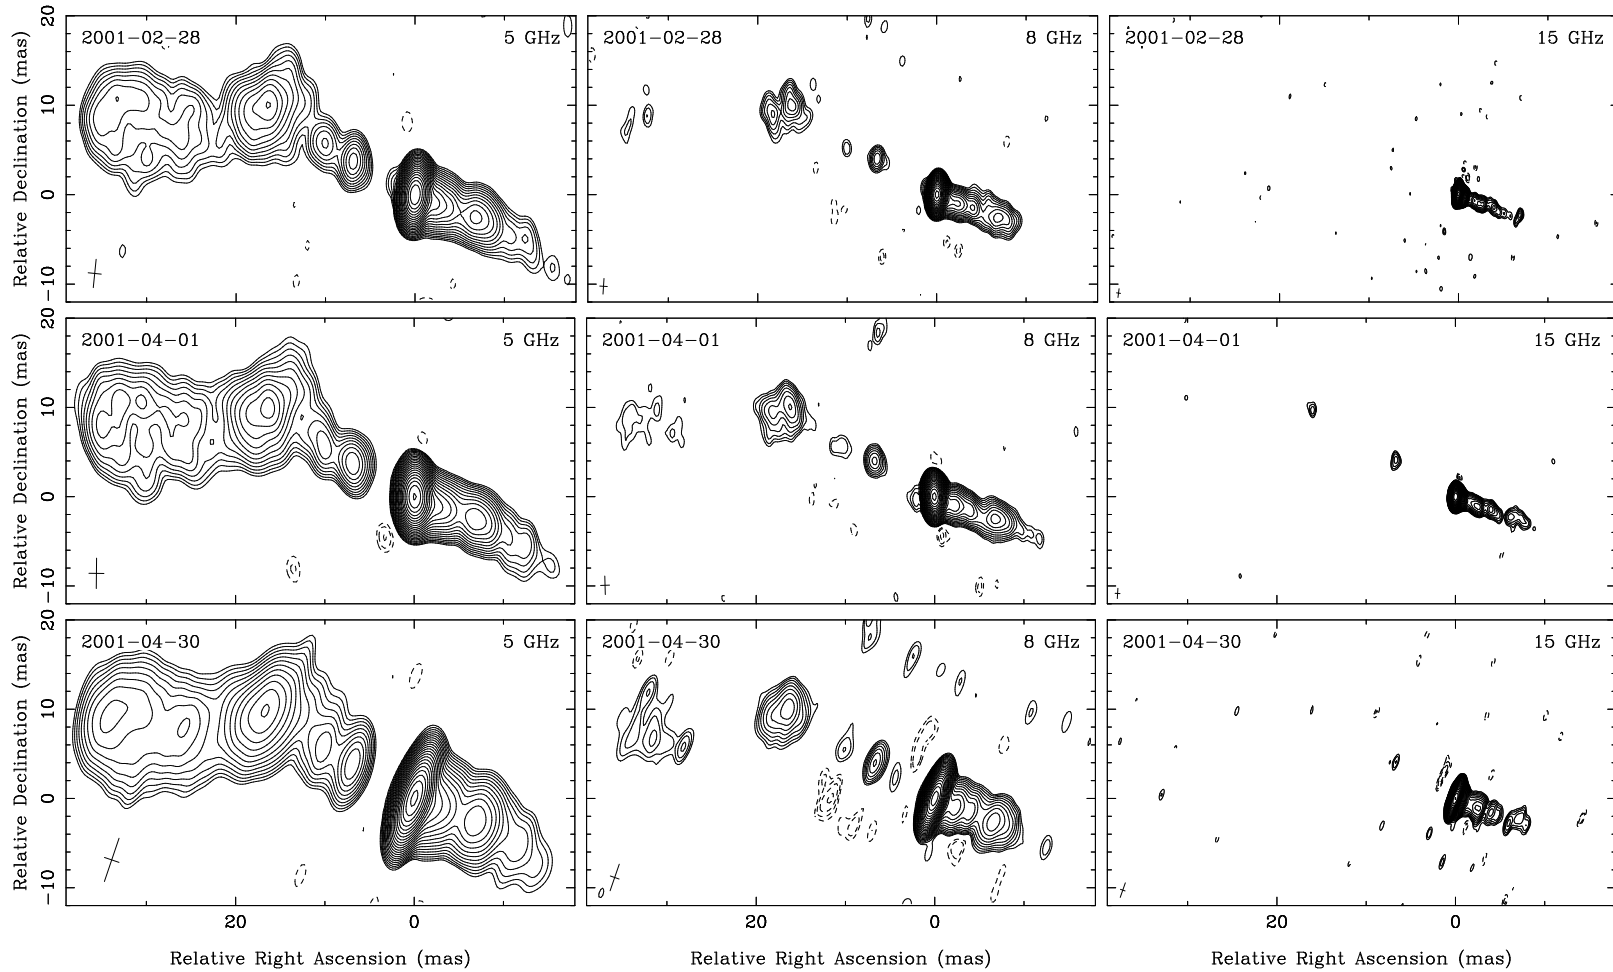 2001-02-28 5 GHz
2001-02-28 8 GHz
2001-02-28 15 GHz
Relative Declination (mas)
20
10
0
−10
2001-04-01 5 GHz
2001-04-01 8 GHz
2001-04-01 15 GHz
Relative Declination (mas)
20
10
0
−10
2001-04-30 5 GHz
2001-04-30 8 GHz
2001-04-30 15 GHz
Relative Declination (mas)
20
10
0
−10
20 0
20 0
20 0
Relative Right Ascension (mas)
Relative Right Ascension (mas)
Relative Right Ascension (mas)